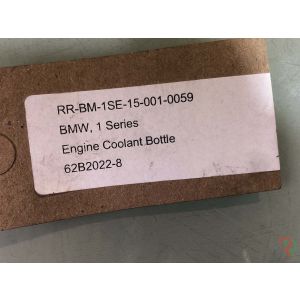 RR-BM-1SE-15-001-0059
BMW, 1 Series
Engine Coolant Bottle
62B2022-8